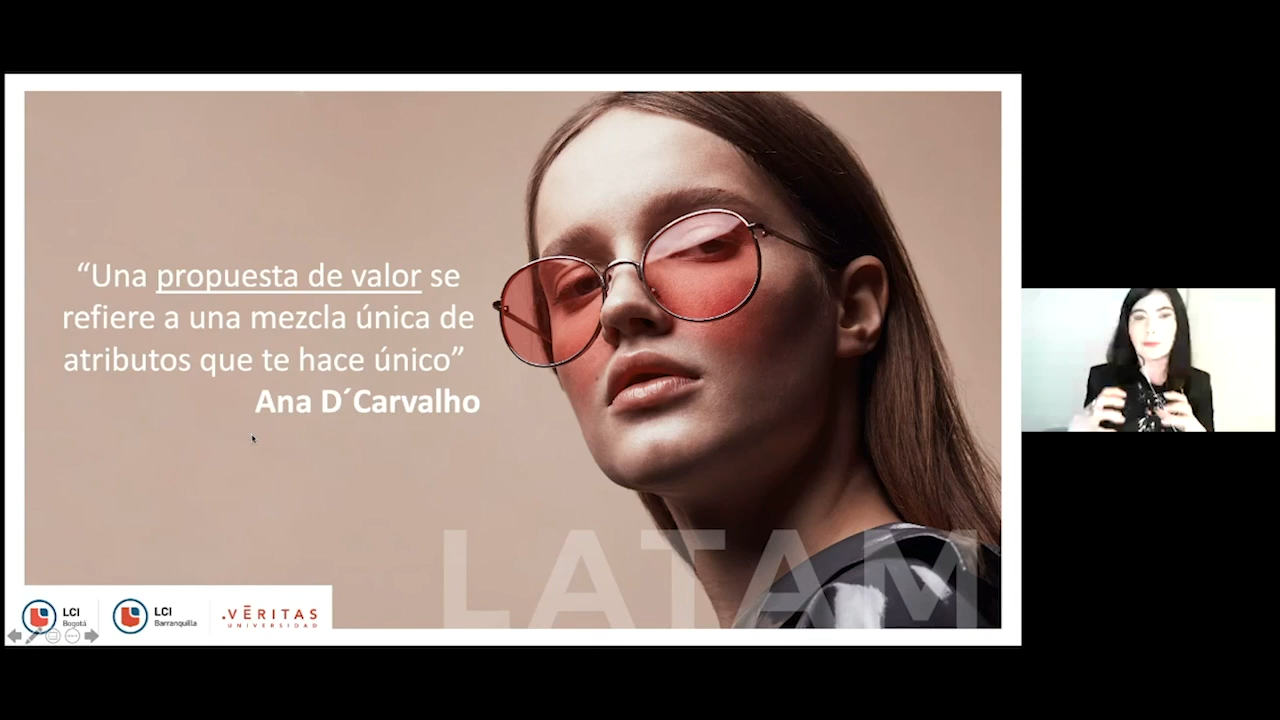 “Una propuesta de valor se
refiere a una mezcla única de
atributos que te hace único”
Ana D´Carvalho
LATAM
LCI
Bogotá
LCI
Barranquilla
.VĒRITAS
UNIVERSIDAD